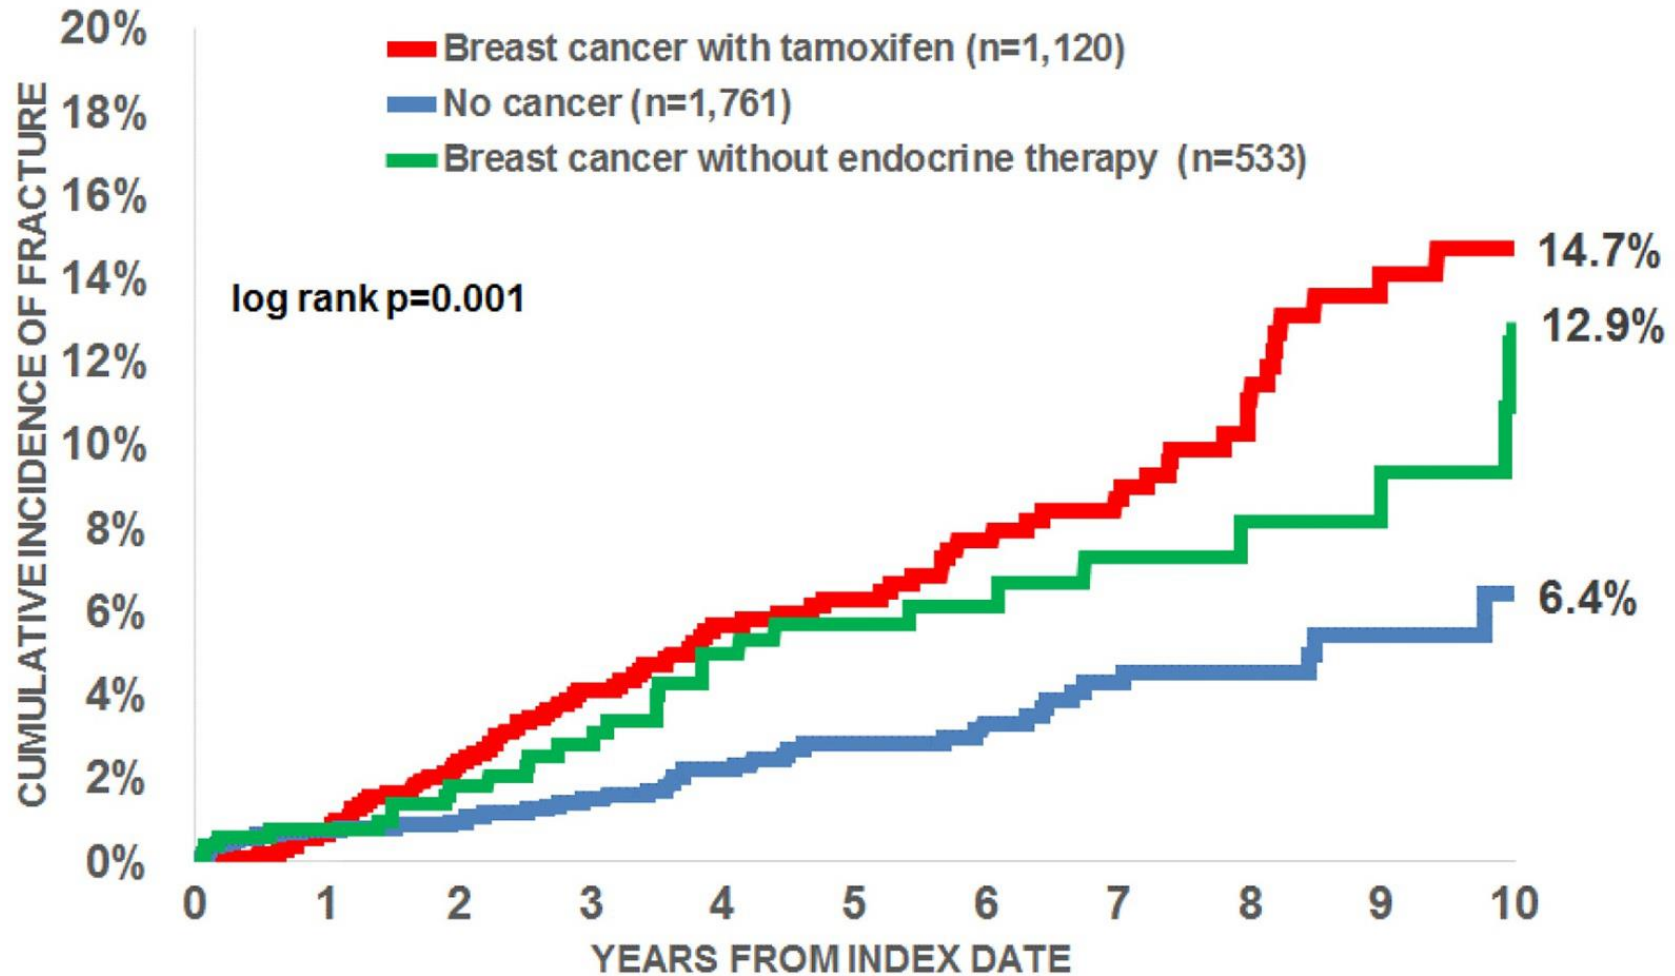 CUMULATIVE INCIDENCE OF FRACTURE
20%
18%
16%
14%
12%
10%
8%
6%
4%
2%
0%
Breast cancer with tamoxifen (n=1,120)
No cancer (n=1,761)
Breast cancer without endocrine therapy (n=533)
log rank p=0.001
14.7%
12.9%
6.4%
0 1 2 3 4 5 6 7 8 9 10
YEARS FROM INDEX DATE